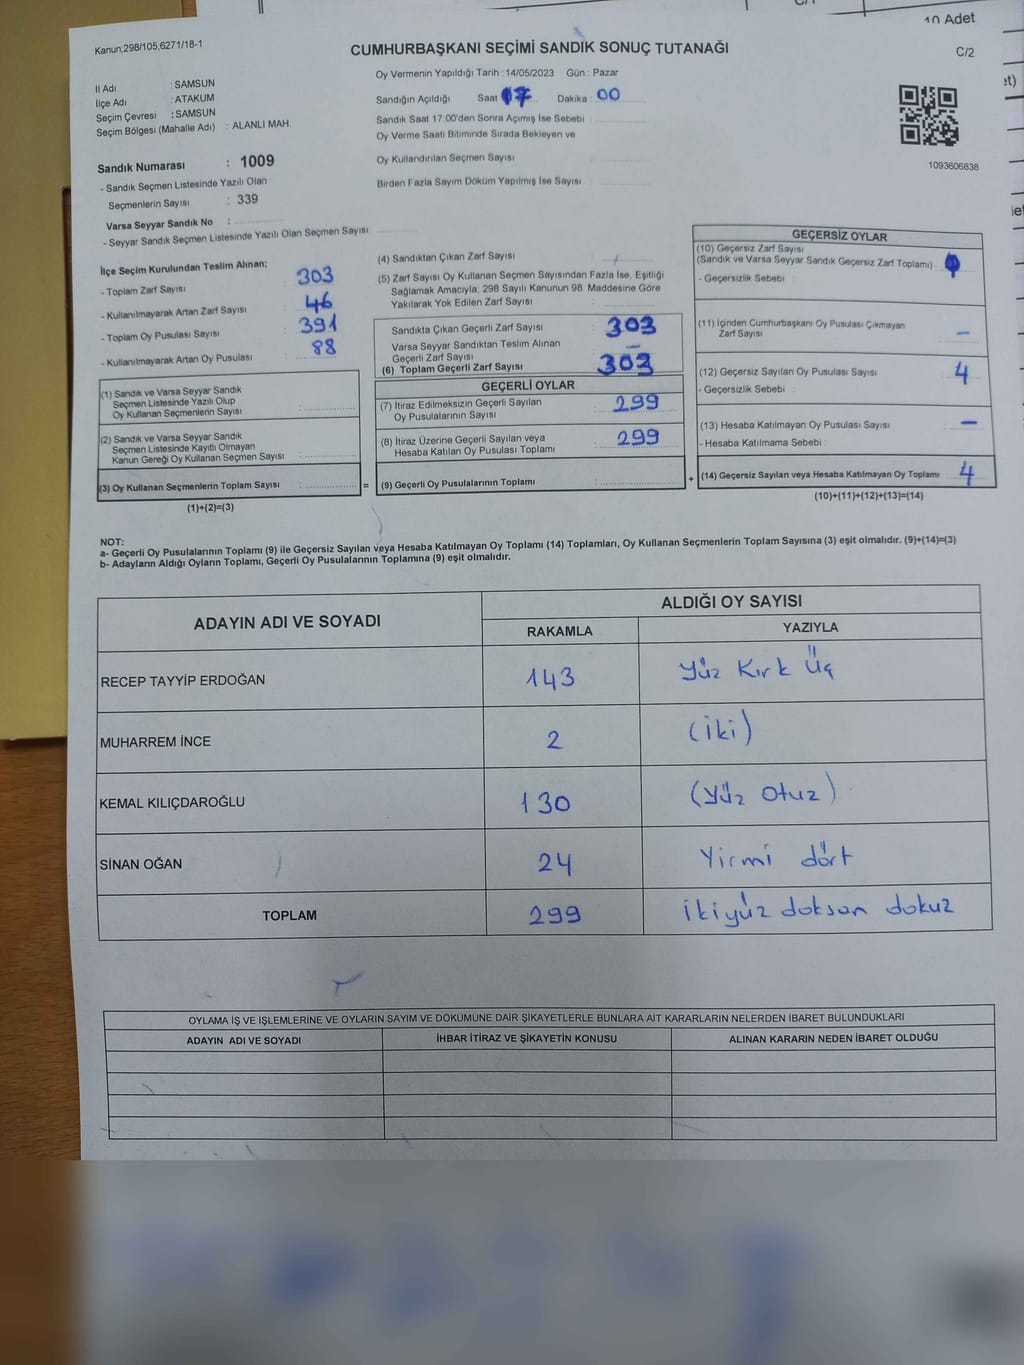 10 Adet
Kanun,298/105,6271/18-1
CUMHURBAŞKANI SEÇİMİ SANDIK SONUÇ TUTANAĞI
C/2
İl Adı : SAMSUN
İlçe Adı : ATAKUM
Seçim Çevresi : SAMSUN
Seçim Bölgesi (Mahalle Adı) : ALANLI MAH.
Oy Vermenin Yapıldığı Tarih : 14/05/2023 Gün : Pazar
Sandığın Açıldığı Saat 17 Dakika : 00
Sandık Saat 17:00'den Sonra Açımış İse Sebebi
Oy Verme Saati Bitiminde Sırada Bekleyen ve
Oy Kullandırılan Seçmen Sayısı
Birden Fazla Sayım Döküm Yapılmış İse Sayısı
1093606838
Sandık Numarası : 1009
- Sandık Seçmen Listesinde Yazılı Olan
Seçmenlerin Sayısı : 339
Varsa Seyyar Sandık No :
- Seyyar Sandık Seçmen Listesinde Yazılı Olan Seçmen Sayısı
İlçe Seçim Kurulundan Teslim Alınan;
- Toplam Zarf Sayısı : 303
- Kullanılmayarak Artan Zarf Sayısı : 46
- Toplam Oy Pusulası Sayısı : 391
- Kullanılmayarak Artan Oy Pusulası : 88
(1) Sandık ve Varsa Seyyar Sandık
Seçmen Listesinde Yazılı Olup
Oy Kullanan Seçmenlerin Sayısı :
(2) Sandık ve Varsa Seyyar Sandık
Seçmen Listesinde Kayıtlı Olmayan
Kanun Gereği Oy Kullanan Seçmen Sayısı :
(3) Oy Kullanan Seçmenlerin Toplam Sayısı : =
(1)+(2)=(3)
(4) Sandıktan Çıkan Zarf Sayısı :
(5) Zarf Sayısı Oy Kullanan Seçmen Sayısından Fazla İse, Eşitliği
Sağlamak Amacıyla; 298 Sayılı Kanunun 98. Maddesine Göre
Yakılarak Yok Edilen Zarf Sayısı :
Sandıkta Çıkan Geçerli Zarf Sayısı : 303
Varsa Seyyar Sandıktan Teslim Alınan
Geçerli Zarf Sayısı : –
(6) Toplam Geçerli Zarf Sayısı : 303
GEÇERLİ OYLAR
(7) İtiraz Edilmeksizin Geçerli Sayılan
Oy Pusulalarının Sayısı : 299
(8) İtiraz Üzerine Geçerli Sayılan veya
Hesaba Katılan Oy Pusulası Toplamı : 299
(9) Geçerli Oy Pusulalarının Toplamı : +
GEÇERSİZ OYLAR
(10) Geçersiz Zarf Sayısı
(Sandık ve Varsa Seyyar Sandık Geçersiz Zarf Toplamı) :
- Geçersizlik Sebebi :
(11) İçinden Cumhurbaşkanı Oy Pusulası Çıkmayan
Zarf Sayısı : –
(12) Geçersiz Sayılan Oy Pusulası Sayısı : 4
- Geçersizlik Sebebi :
(13) Hesaba Katılmayan Oy Pusulası Sayısı : –
- Hesaba Katılmama Sebebi :
(14) Geçersiz Sayılan veya Hesaba Katılmayan Oy Toplamı : 4
(10)+(11)+(12)+(13)=(14)
NOT:
a- Geçerli Oy Pusulalarının Toplamı (9) ile Geçersiz Sayılan veya Hesaba Katılmayan Oy Toplamı (14) Toplamları, Oy Kullanan Seçmenlerin Toplam Sayısına (3) eşit olmalıdır. (9)+(14)=(3)
b- Adayların Aldığı Oyların Toplamı, Geçerli Oy Pusulalarının Toplamına (9) eşit olmalıdır.
ADAYIN ADI VE SOYADI
ALDIĞI OY SAYISI
RAKAMLA YAZIYLA
RECEP TAYYİP ERDOĞAN 143 Yüz Kırk Üç
MUHARREM İNCE 2 (iki)
KEMAL KILIÇDAROĞLU 130 (yüz otuz)
SİNAN OĞAN 24 Yirmi dört
TOPLAM 299 ikiyüz doksan dokuz
OYLAMA İŞ VE İŞLEMLERİNE VE OYLARIN SAYIM VE DÖKÜMÜNE DAİR ŞİKAYETLERLE BUNLARA AİT KARARLARIN NELERDEN İBARET BULUNDUKLARI
ADAYIN ADI VE SOYADI İHBAR İTİRAZ VE ŞİKAYETİN KONUSU ALINAN KARARIN NEDEN İBARET OLDUĞU